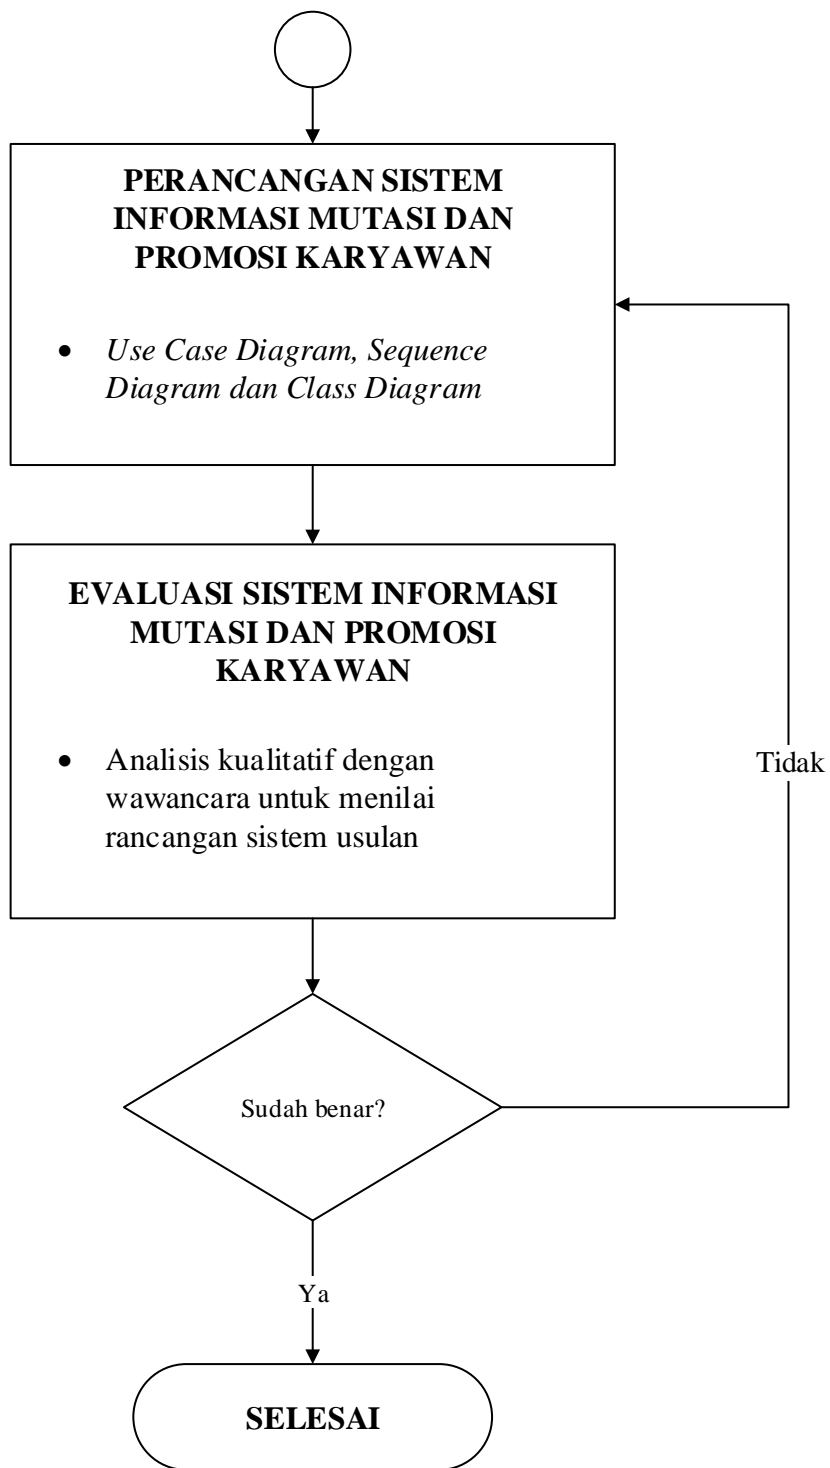 PERANCANGAN SISTEM
INFORMASI MUTASI DAN
PROMOSI KARYAWAN
• Use Case Diagram, Sequence
Diagram dan Class Diagram
EVALUASI SISTEM INFORMASI
MUTASI DAN PROMOSI
KARYAWAN
• Analisis kualitatif dengan
wawancara untuk menilai
rancangan sistem usulan
Tidak
Sudah benar?
Ya
SELESAI